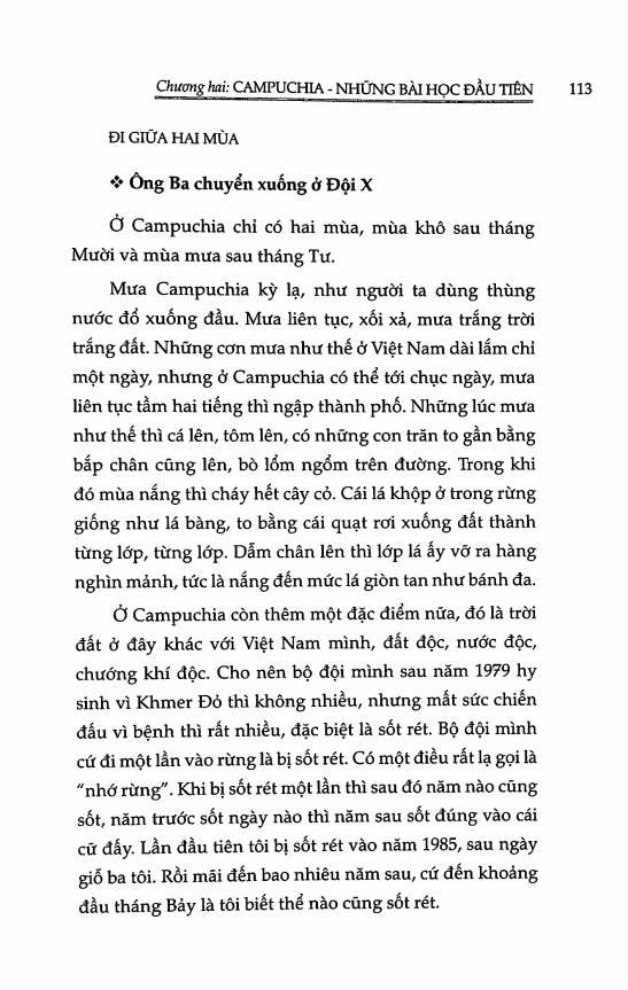 Chương hai: CAMPUCHIA - NHỮNG BÀI HỌC ĐẦU TIÊN 113
ĐI GIỮA HAI MÙA
❖ Ông Ba chuyển xuống ở Đội X
Ở Campuchia chỉ có hai mùa, mùa khô sau tháng
Mười và mùa mưa sau tháng Tư.
Mưa Campuchia kỳ lạ, như người ta dùng thùng
nước đổ xuống đầu. Mưa liên tục, xối xả, mưa trắng trời
trắng đất. Những cơn mưa như thế ở Việt Nam dài lắm chỉ
một ngày, nhưng ở Campuchia có thể tới chục ngày, mưa
liên tục tầm hai tiếng thì ngập thành phố. Những lúc mưa
như thế thì cá lên, tôm lên, có những con trăn to gần bằng
bắp chân cũng lên, bò lổm ngổm trên đường. Trong khi
đó mùa nắng thì cháy hết cây cỏ. Cái lá khộp ở trong rừng
giống như lá bàng, to bằng cái quạt rơi xuống đất thành
từng lớp, từng lớp. Dẫm chân lên thì lớp lá ấy vỡ ra hàng
nghìn mảnh, tức là nắng đến mức lá giòn tan như bánh đa.
Ở Campuchia còn thêm một đặc điểm nữa, đó là trời
đất ở đây khác với Việt Nam mình, đất độc, nước độc,
chướng khí độc. Cho nên bộ đội mình sau năm 1979 hy
sinh vì Khmer Đỏ thì không nhiều, nhưng mất sức chiến
đấu vì bệnh thì rất nhiều, đặc biệt là sốt rét. Bộ đội mình
cứ đi một lần vào rừng là bị sốt rét. Có một điều rất lạ gọi là
"nhớ rừng". Khi bị sốt rét một lần thì sau đó năm nào cũng
sốt, năm trước sốt ngày nào thì năm sau sốt đúng vào cái
cữ đấy. Lần đầu tiên tôi bị sốt rét vào năm 1985, sau ngày
giỗ ba tôi. Rồi mãi đến bao nhiêu năm sau, cứ đến khoảng
đầu tháng Bảy là tôi biết thể nào cũng sốt rét.